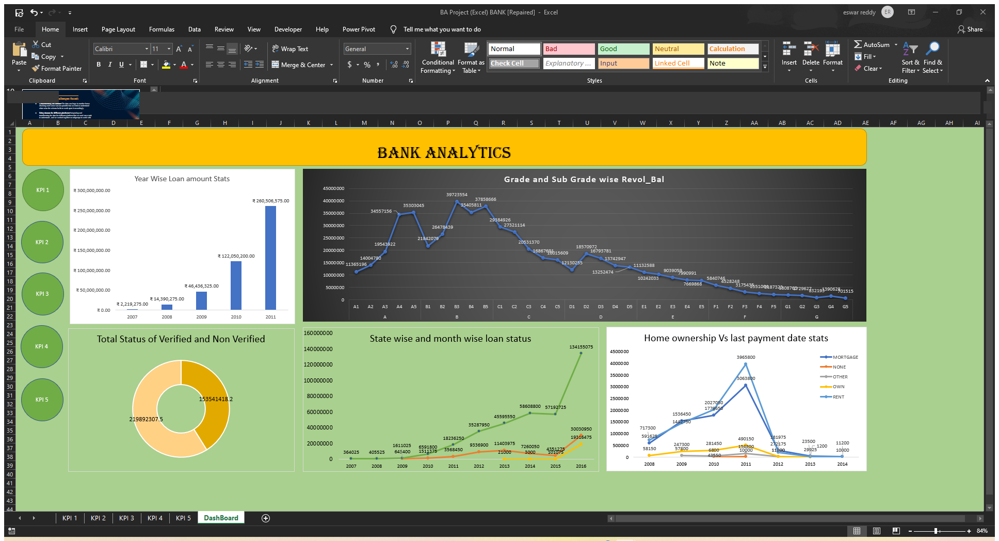 BA Project (Excel) BANK [Repaired] - Excel
eswar reddy ER
File Home Insert Page Layout Formulas Data Review View Developer Help Power Pivot Tell me what you want to do Share
Paste Cut Copy Format Painter
Calibri 11
B I U
Wrap Text
Merge & Center
General
$ % ,
Conditional Formatting
Format as Table
Normal Bad Good Neutral Calculation
Check Cell Explanatory ... Input Linked Cell Note
Insert Delete Format
AutoSum
Fill
Clear
Sort & Filter
Find & Select
Clipboard Font Alignment Number Styles Cells Editing
A B C D E F G H I J K L M N O P Q R S T U V W X Y Z AA AB AC AD AE AF AG AH AI
1
2
3
4
5
6
7
8
9
10
11
12
13
14
15
16
17
18
19
20
21
22
23
24
25
26
27
28
29
30
31
32
33
34
35
36
37
38
39
40
41
42
43
44
BANK ANALYTICS
KPI 1
KPI 2
KPI 3
KPI 4
KPI 5
Year Wise Loan amount Stats
₹ 300,000,000.00
₹ 250,000,000.00
₹ 200,000,000.00
₹ 150,000,000.00
₹ 100,000,000.00
₹ 50,000,000.00
₹ 0.00
₹ 2,219,275.00
₹ 14,390,275.00
₹ 46,436,325.00
₹ 122,050,200.00
₹ 260,506,575.00
2007 2008 2009 2010 2011
Grade and Sub Grade wise Revol_Bal
45000000
40000000
35000000
30000000
25000000
20000000
15000000
10000000
5000000
0
11365196 14004780 19543922 34557156 35303045 21842079 26478439 39723554 35405811 37858666 29384926 27321114 20531370 16015609 12130255 18570972 16793781 13742947 13252474 11132588 10242033 9039059 7669868 7990991 5840746 4528248 1390628 701515
A1 A2 A3 A4 A5 B1 B2 B3 B4 B5 C1 C2 C3 C4 C5 D1 D2 D3 D4 D5 E1 E2 E3 E4 E5 F1 F2 F3 F4 F5 G1 G2 G3 G4 G5
A B C D E F G
Total Status of Verified and Non Verified
153541418.2
219892307.5
State wise and month wise loan status
160000000
140000000
120000000
100000000
80000000
60000000
40000000
20000000
0
364025 405525 1611025 643400 6591800 1511375 18236250 3568450 35287950 9336900 45595550 11403975 21000 58608800 7260050 3000 57192725 4351275 101075 134155075 30030950 19316475
2007 2008 2009 2010 2011 2012 2013 2014 2015 2016
Home ownership Vs last payment date stats
4500000
4000000
3500000
3000000
2500000
2000000
1500000
1000000
500000
0
717300 591625 58150 1536450 1442750 247300 57800 2027050 1779650 281450 6800 43550 3965800 3063800 490150 154800 10000 181975 272175 23500 1200 29925 11200 10000
2008 2009 2010 2011 2012 2013 2014
MORTGAGE
NONE
OTHER
OWN
RENT
KPI 1 KPI 2 KPI 3 KPI 4 KPI 5 DashBoard
84%